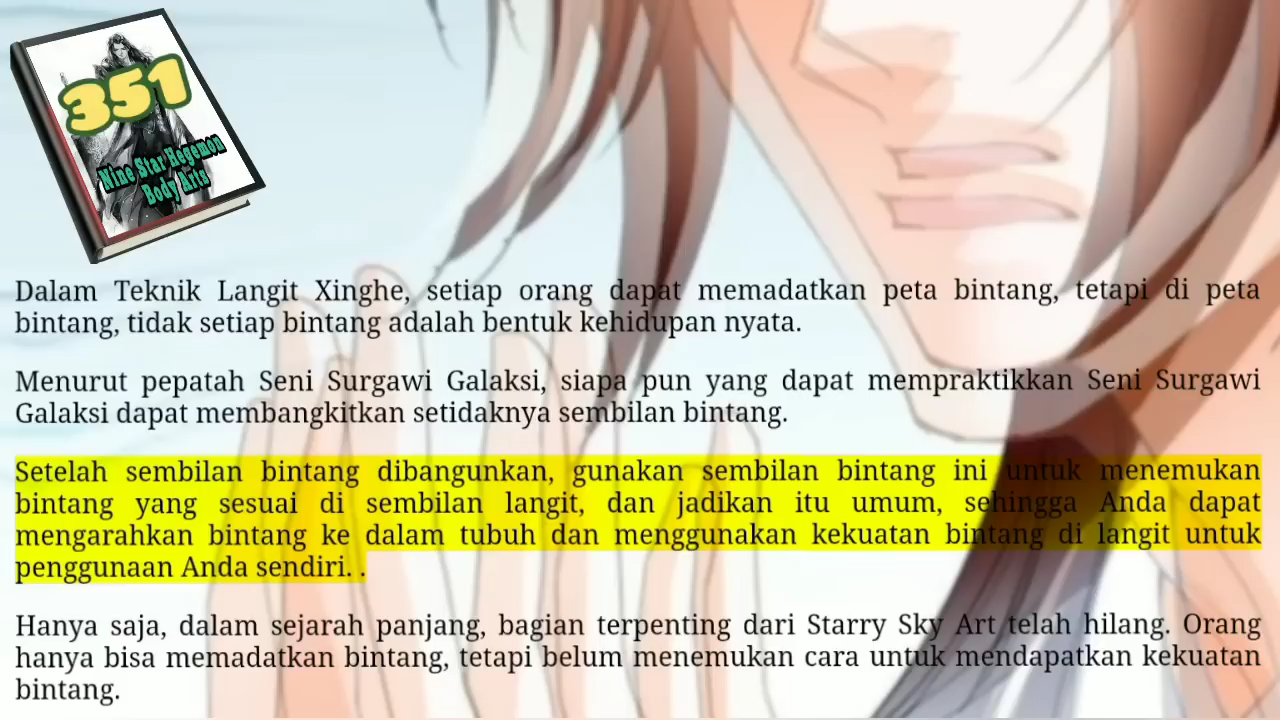 351
Nine Star Hegemon
Body Arts
Dalam Teknik Langit Xinghe, setiap orang dapat memadatkan peta bintang, tetapi di peta
bintang, tidak setiap bintang adalah bentuk kehidupan nyata.
Menurut pepatah Seni Surgawi Galaksi, siapa pun yang dapat mempraktikkan Seni Surgawi
Galaksi dapat membangkitkan setidaknya sembilan bintang.
Setelah sembilan bintang dibangunkan, gunakan sembilan bintang ini untuk menemukan
bintang yang sesuai di sembilan langit, dan jadikan itu umum, sehingga Anda dapat
mengarahkan bintang ke dalam tubuh dan menggunakan kekuatan bintang di langit untuk
penggunaan Anda sendiri. .
Hanya saja, dalam sejarah panjang, bagian terpenting dari Starry Sky Art telah hilang. Orang
hanya bisa memadatkan bintang, tetapi belum menemukan cara untuk mendapatkan kekuatan
bintang.